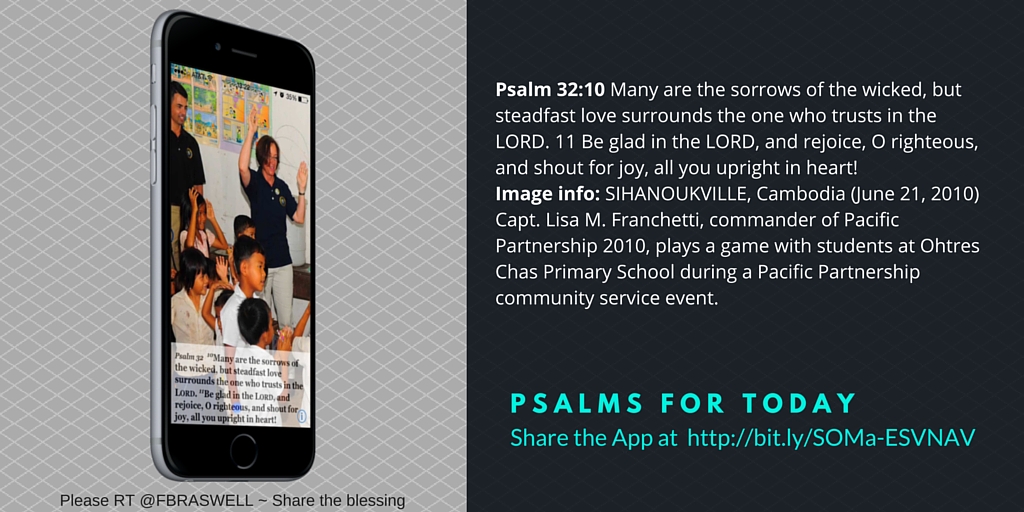 35%
Psalm 32 10Many are the sorrows of
the wicked, but steadfast love
surrounds the one who trusts in the
LORD. 11Be glad in the LORD, and
rejoice, O righteous, and shout for
joy, all you upright in heart!
Please RT @FBRASWELL ~ Share the blessing
Psalm 32:10 Many are the sorrows of the wicked, but
steadfast love surrounds the one who trusts in the
LORD. 11 Be glad in the LORD, and rejoice, O righteous,
and shout for joy, all you upright in heart!
Image info: SIHANOUKVILLE, Cambodia (June 21, 2010)
Capt. Lisa M. Franchetti, commander of Pacific
Partnership 2010, plays a game with students at Ohtres
Chas Primary School during a Pacific Partnership
community service event.
PSALMS FOR TODAY
Share the App at http://bit.ly/SOMa-ESVNAV